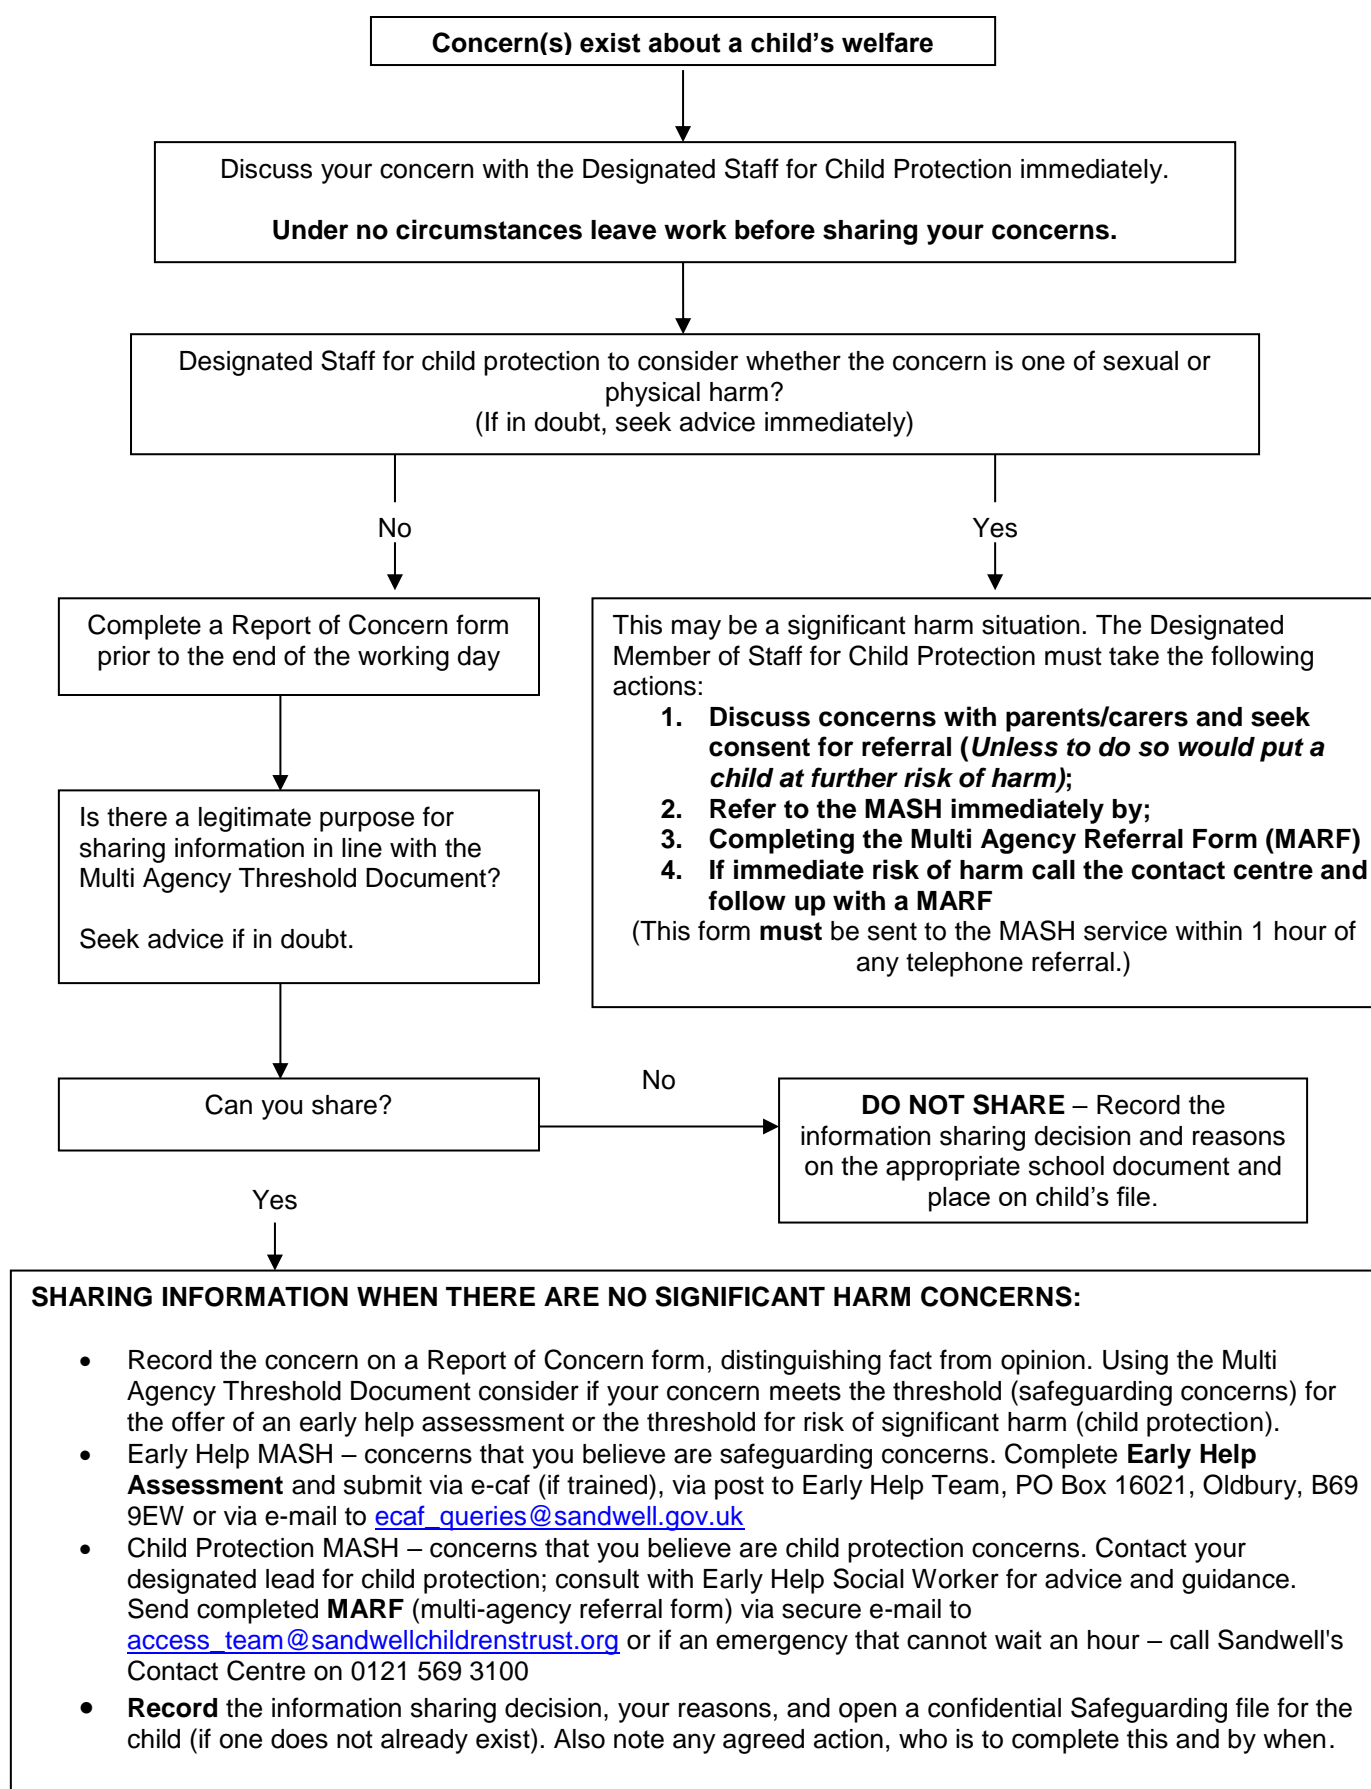 Concern(s) exist about a child's welfare
Discuss your concern with the Designated Staff for Child Protection immediately.
Under no circumstances leave work before sharing your concerns.
Designated Staff for child protection to consider whether the concern is one of sexual or
physical harm?
(If in doubt, seek advice immediately)
No
Yes
Complete a Report of Concern form
prior to the end of the working day
This may be a significant harm situation. The Designated
Member of Staff for Child Protection must take the following
actions:
1. Discuss concerns with parents/carers and seek
consent for referral (Unless to do so would put a
child at further risk of harm);
2. Refer to the MASH immediately by;
3. Completing the Multi Agency Referral Form (MARF)
4. If immediate risk of harm call the contact centre and
follow up with a MARF
(This form must be sent to the MASH service within 1 hour of
any telephone referral.)
Is there a legitimate purpose for
sharing information in line with the
Multi Agency Threshold Document?
Seek advice if in doubt.
Can you share?
No
DO NOT SHARE – Record the
information sharing decision and reasons
on the appropriate school document and
place on child's file.
Yes
SHARING INFORMATION WHEN THERE ARE NO SIGNIFICANT HARM CONCERNS:
• Record the concern on a Report of Concern form, distinguishing fact from opinion. Using the Multi
Agency Threshold Document consider if your concern meets the threshold (safeguarding concerns) for
the offer of an early help assessment or the threshold for risk of significant harm (child protection).
• Early Help MASH – concerns that you believe are safeguarding concerns. Complete Early Help
Assessment and submit via e-caf (if trained), via post to Early Help Team, PO Box 16021, Oldbury, B69
9EW or via e-mail to ecaf_queries@sandwell.gov.uk
• Child Protection MASH – concerns that you believe are child protection concerns. Contact your
designated lead for child protection; consult with Early Help Social Worker for advice and guidance.
Send completed MARF (multi-agency referral form) via secure e-mail to
access_team@sandwellchildrenstrust.org or if an emergency that cannot wait an hour – call Sandwell's
Contact Centre on 0121 569 3100
• Record the information sharing decision, your reasons, and open a confidential Safeguarding file for the
child (if one does not already exist). Also note any agreed action, who is to complete this and by when.